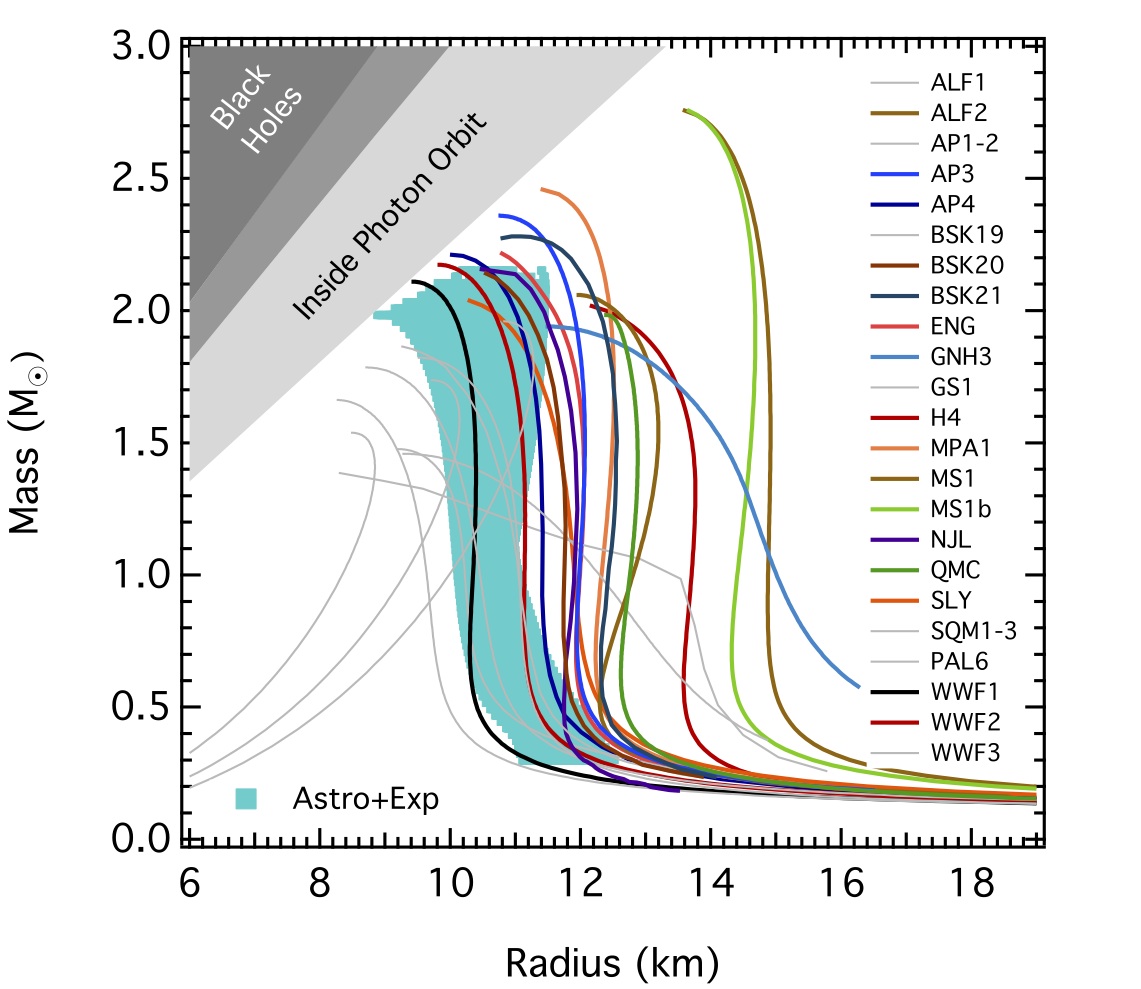 3.0
2.5
2.0
1.5
1.0
0.5
0.0
Mass (M☉)
Black
Holes
Inside Photon Orbit
ALF1
ALF2
AP1-2
AP3
AP4
BSK19
BSK20
BSK21
ENG
GNH3
GS1
H4
MPA1
MS1
MS1b
NJL
QMC
SLY
SQM1-3
PAL6
WWF1
WWF2
WWF3
Astro+Exp
6 8 10 12 14 16 18
Radius (km)